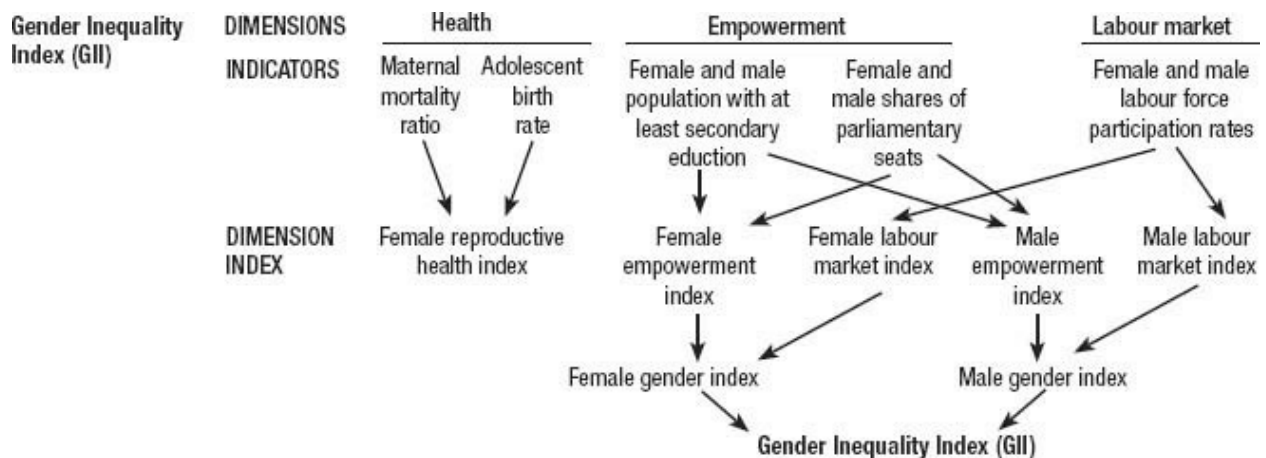 Gender Inequality
Index (GII)
DIMENSIONS
Health
Empowerment
Labour market
INDICATORS
Maternal
mortality
ratio
Adolescent
birth
rate
Female and male
population with at
least secondary
eduction
Female and
male shares of
parliamentary
seats
Female and male
labour force
participation rates
DIMENSION
INDEX
Female reproductive
health index
Female
empowerment
index
Female labour
market index
Male
empowerment
index
Male labour
market index
Female gender index
Male gender index
Gender Inequality Index (GII)